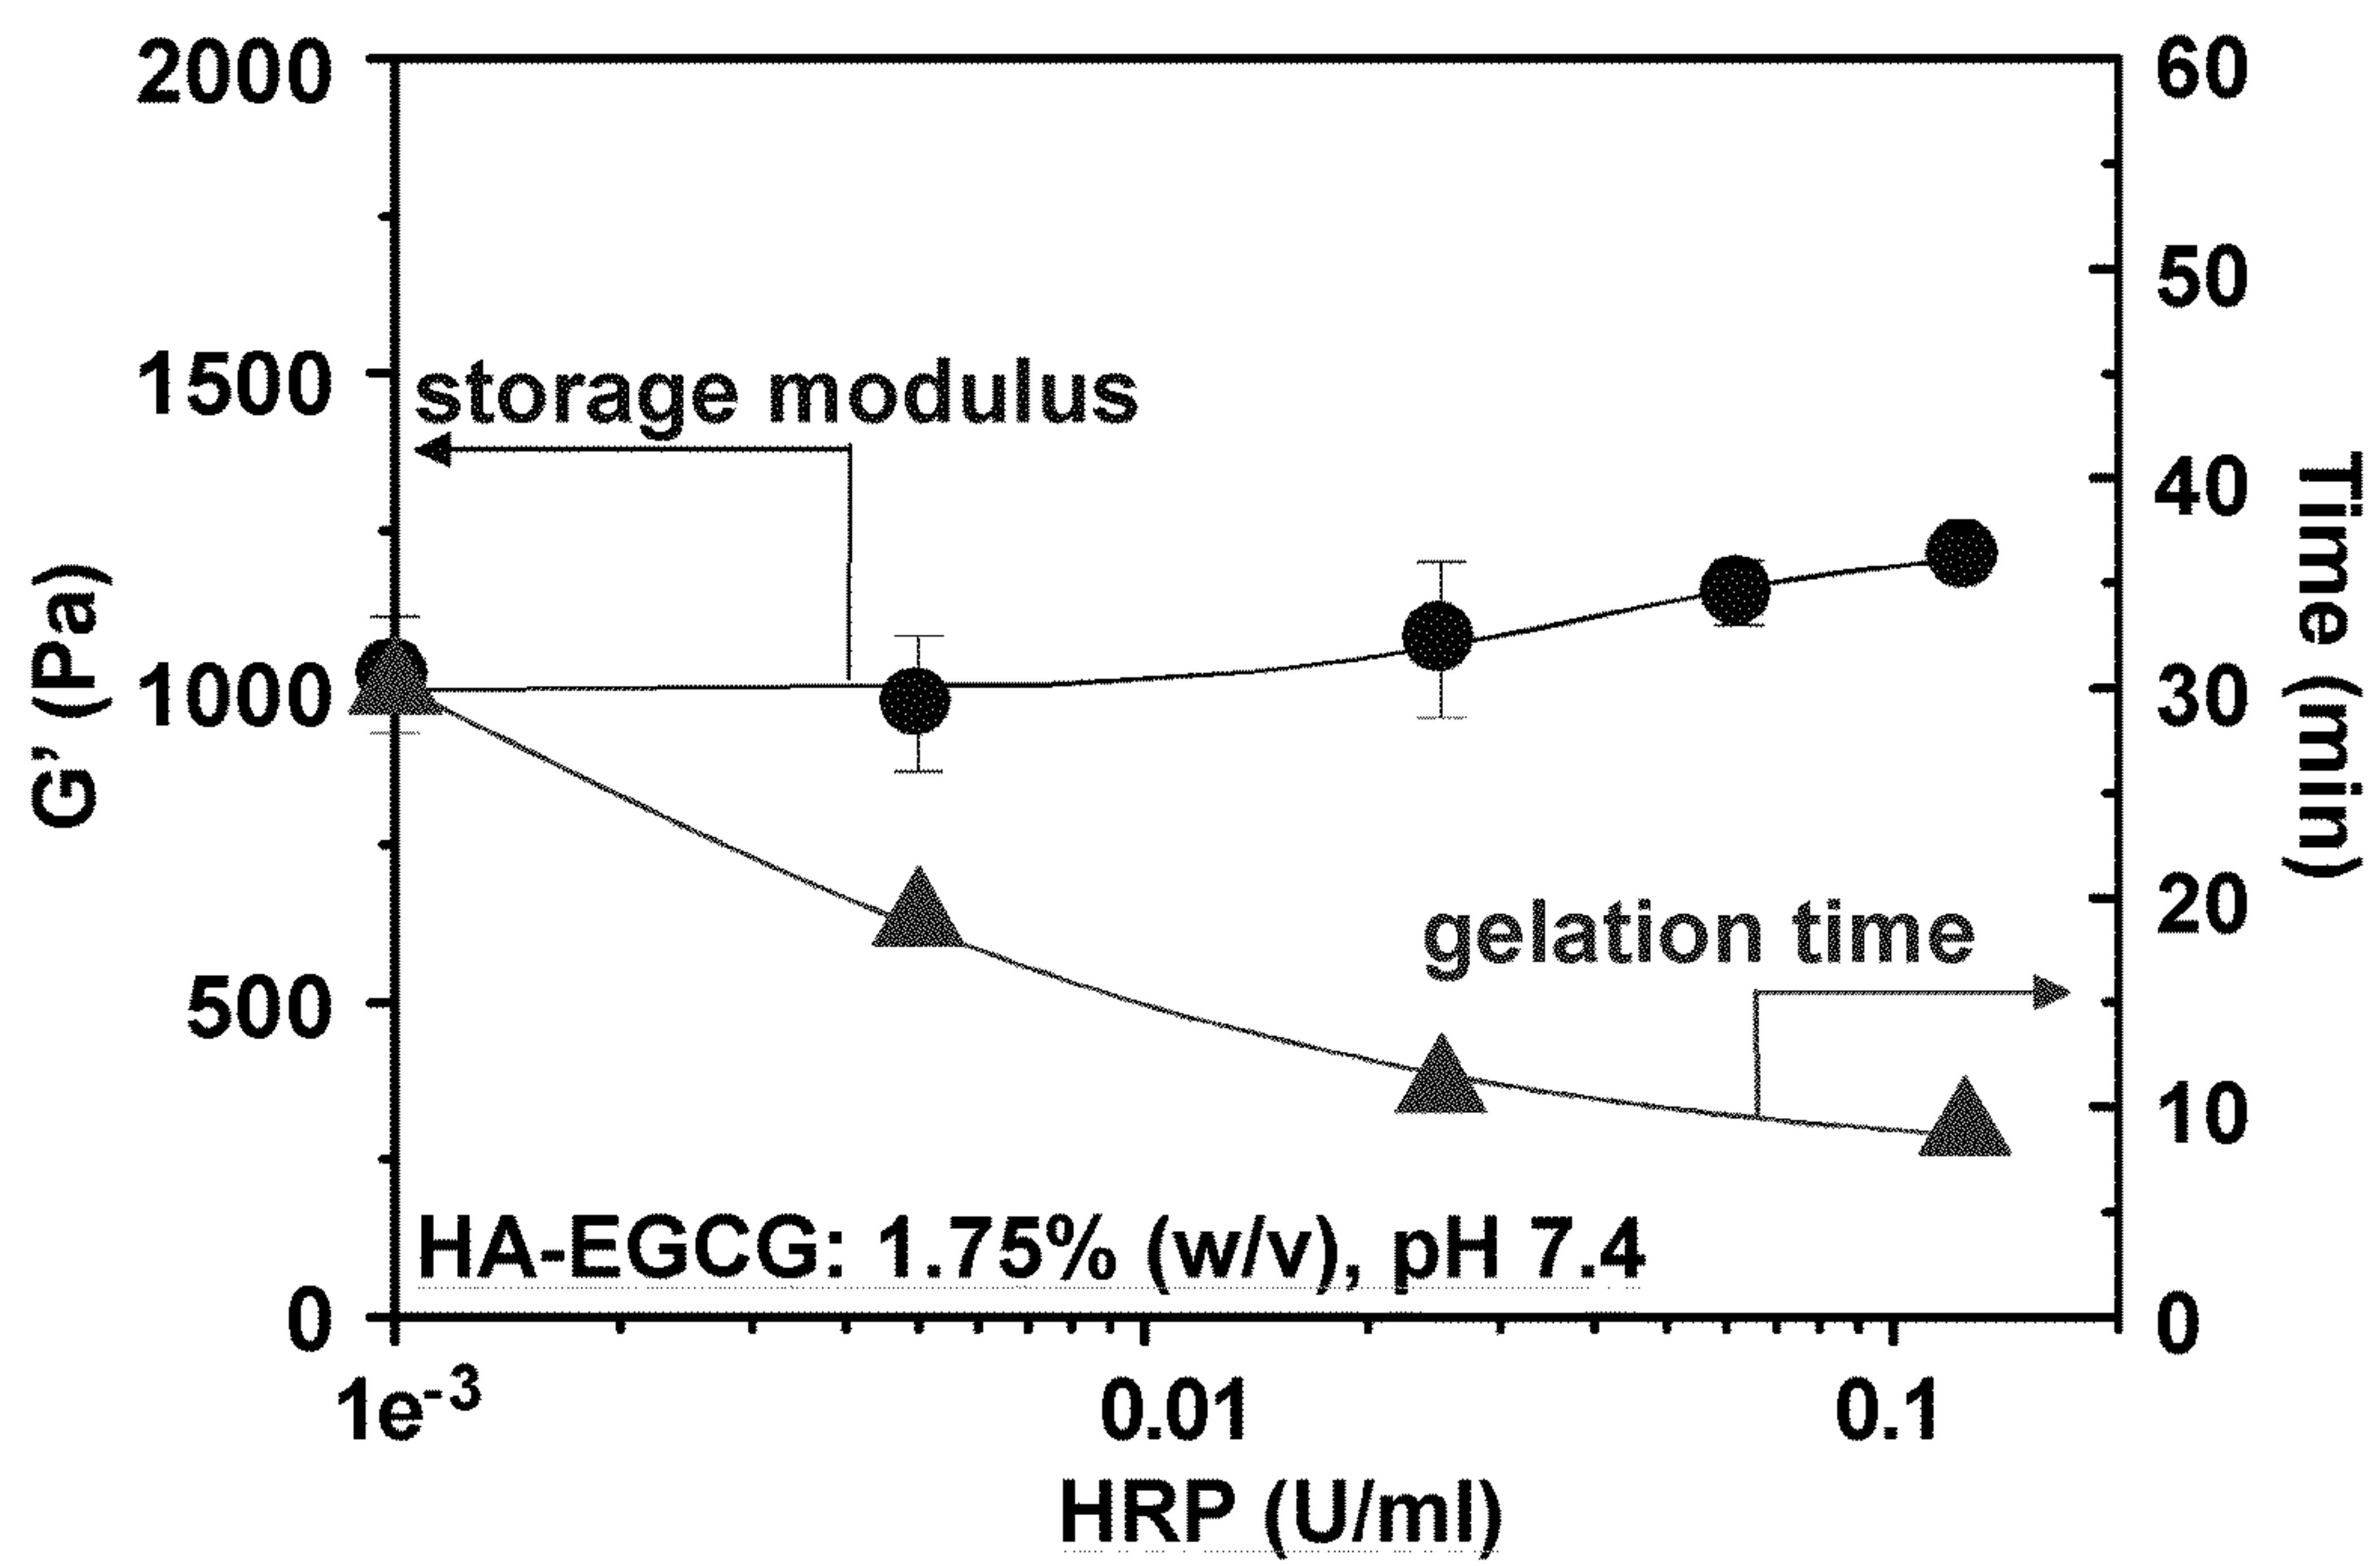 2000
1500
1000
500
0
G' (Pa)
storage modulus
60
50
40
30
20
10
0
Time (min)
gelation time
HA-EGCG: 1.75% (w/v), pH 7.4
1e-3
0.01
0.1
HRP (U/ml)